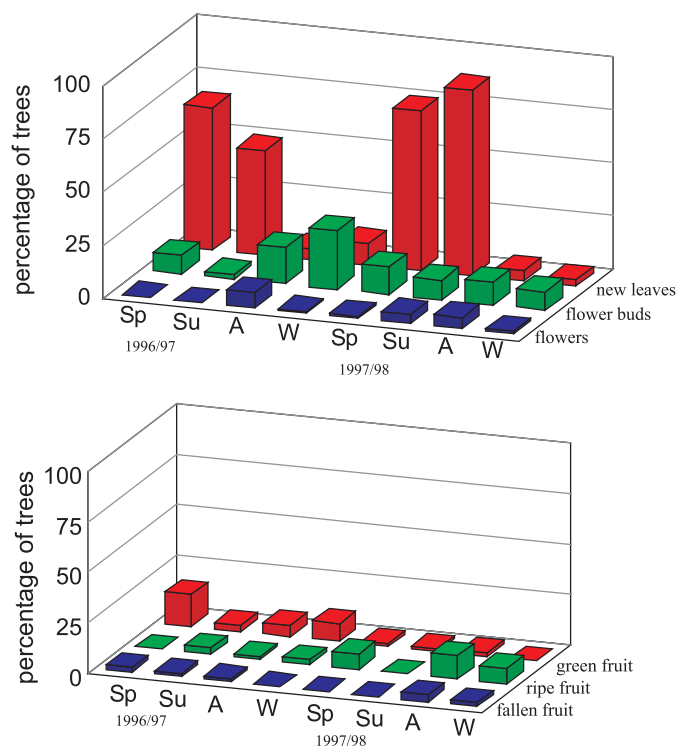 percentage of trees
100
75
50
25
0
Sp Su A W Sp Su A W
1996/97
1997/98
new leaves
flower buds
flowers
percentage of trees
100
75
50
25
0
Sp Su A W Sp Su A W
1996/97
1997/98
green fruit
ripe fruit
fallen fruit